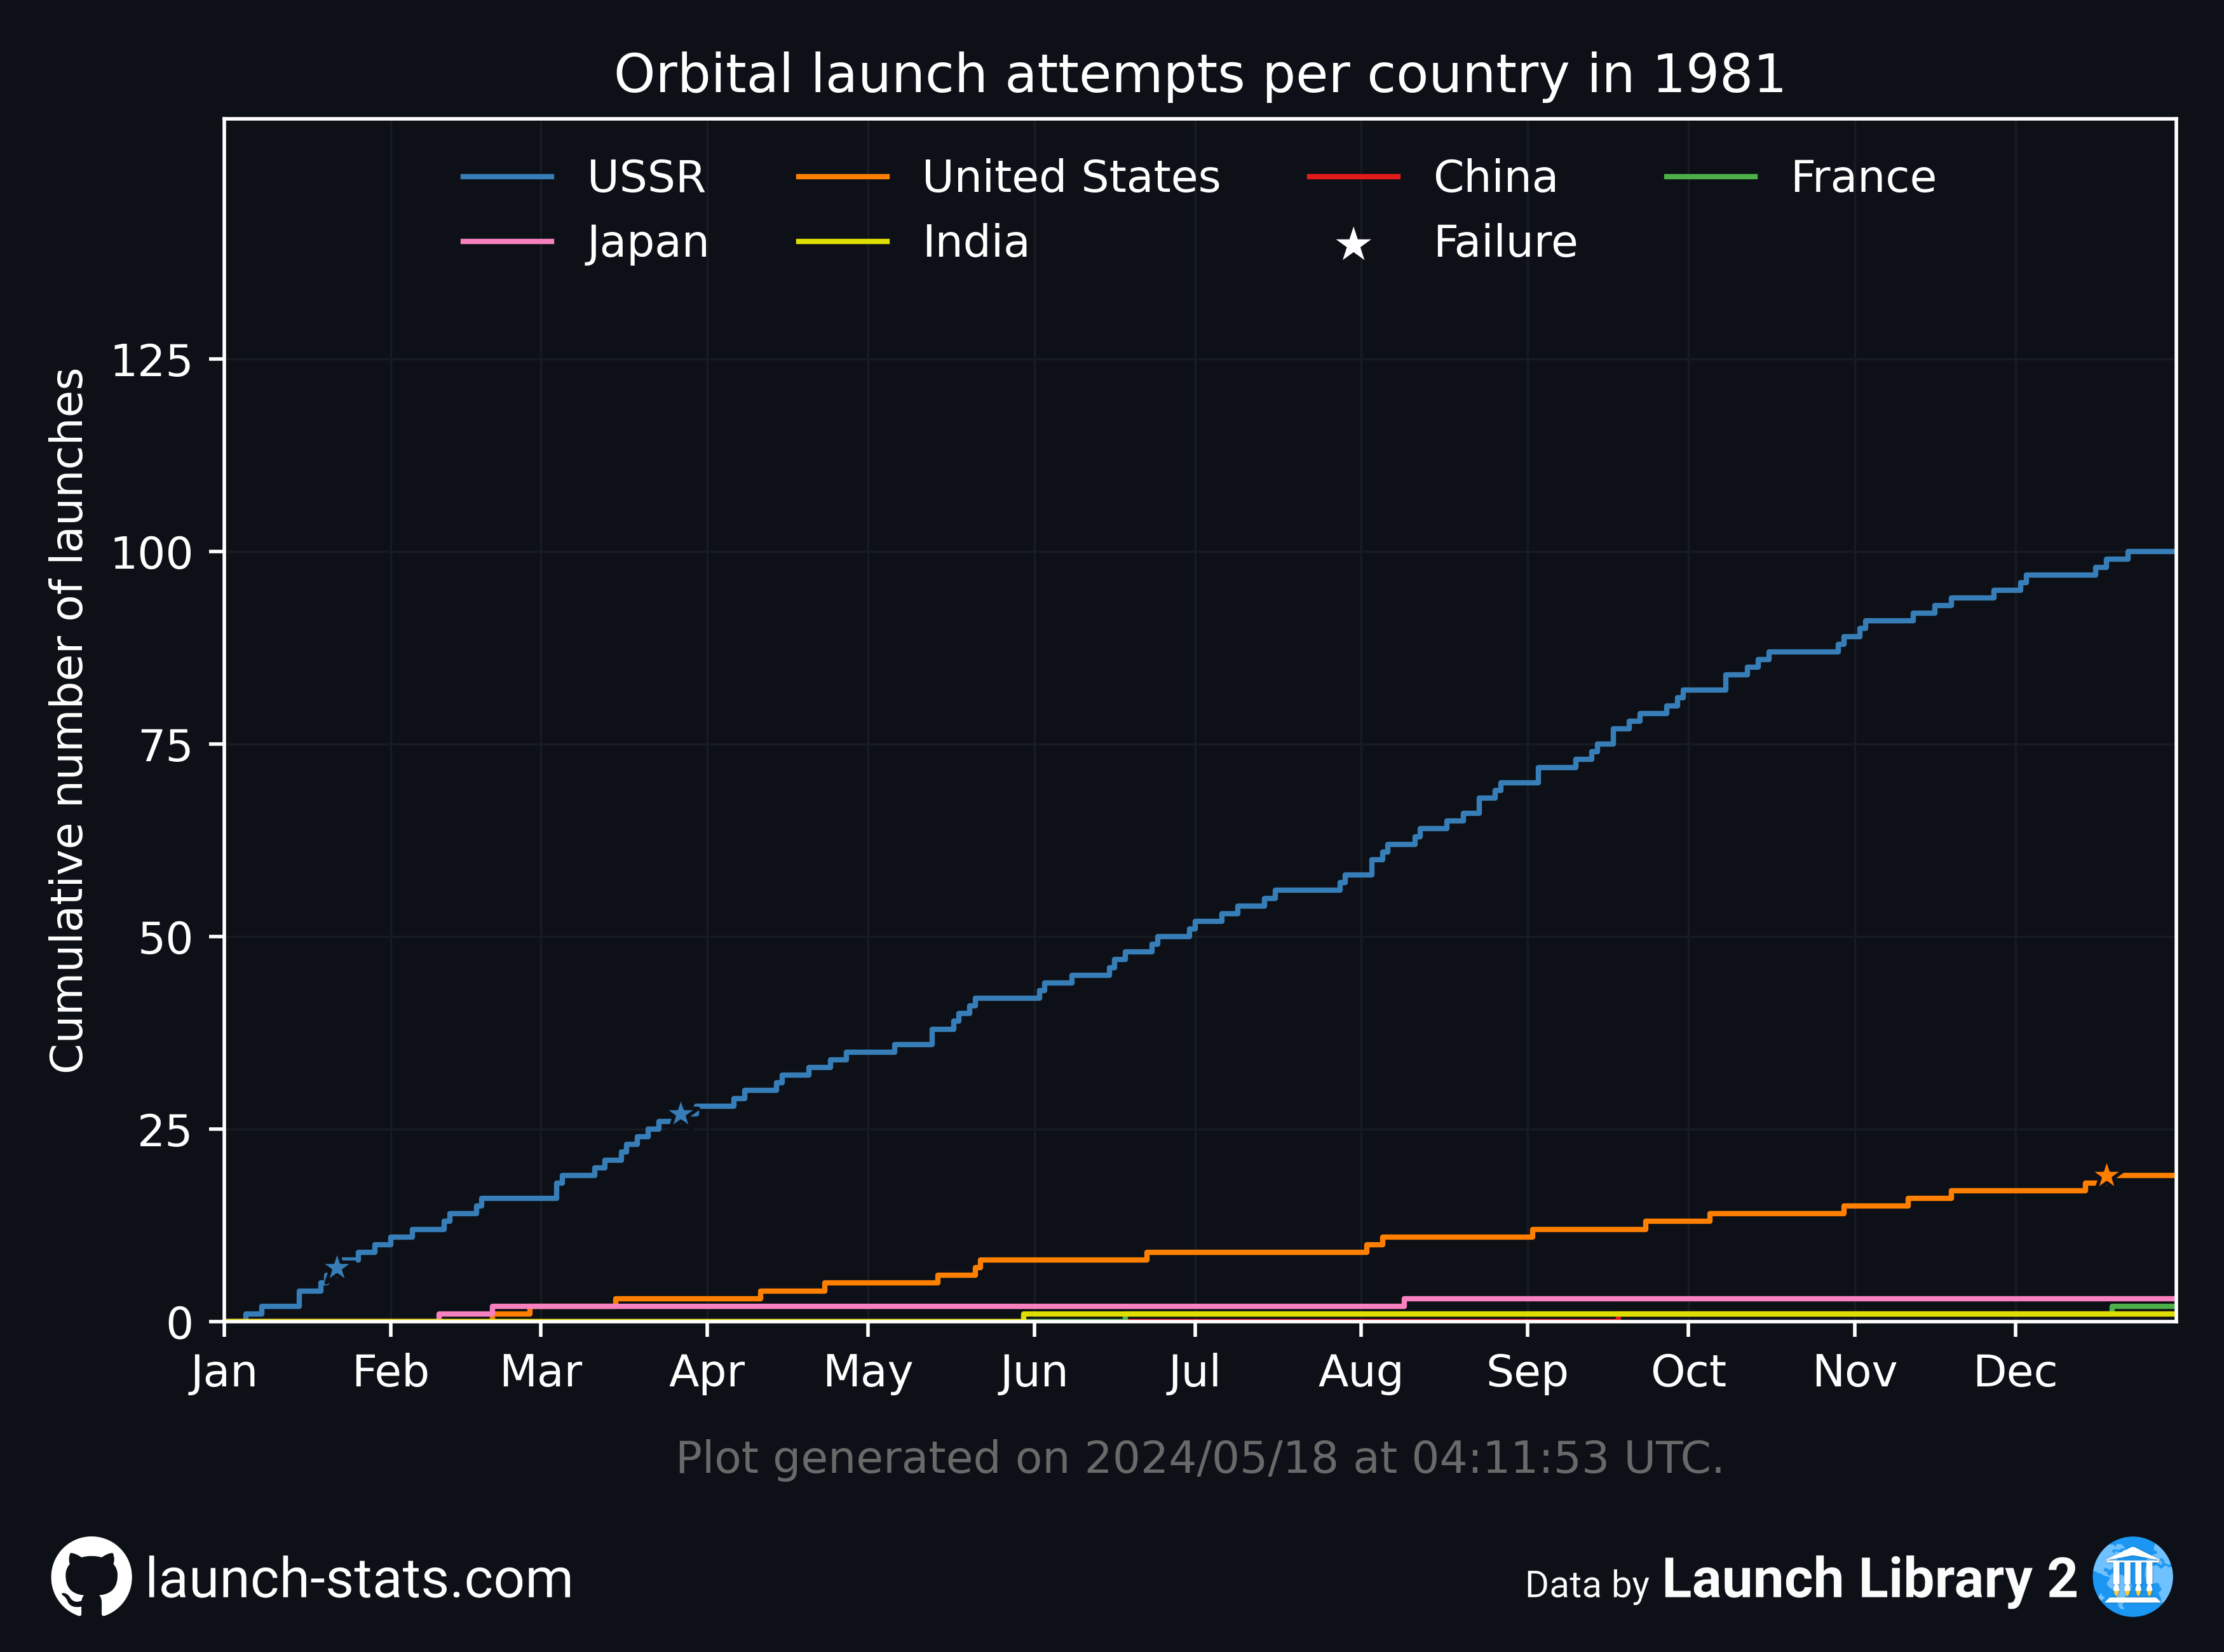 Orbital launch attempts per country in 1981
USSR United States China France
Japan India Failure
Cumulative number of launches
125
100
75
50
25
0
Jan Feb Mar Apr May Jun Jul Aug Sep Oct Nov Dec
Plot generated on 2024/05/18 at 04:11:53 UTC.
launch-stats.com
Data by Launch Library 2